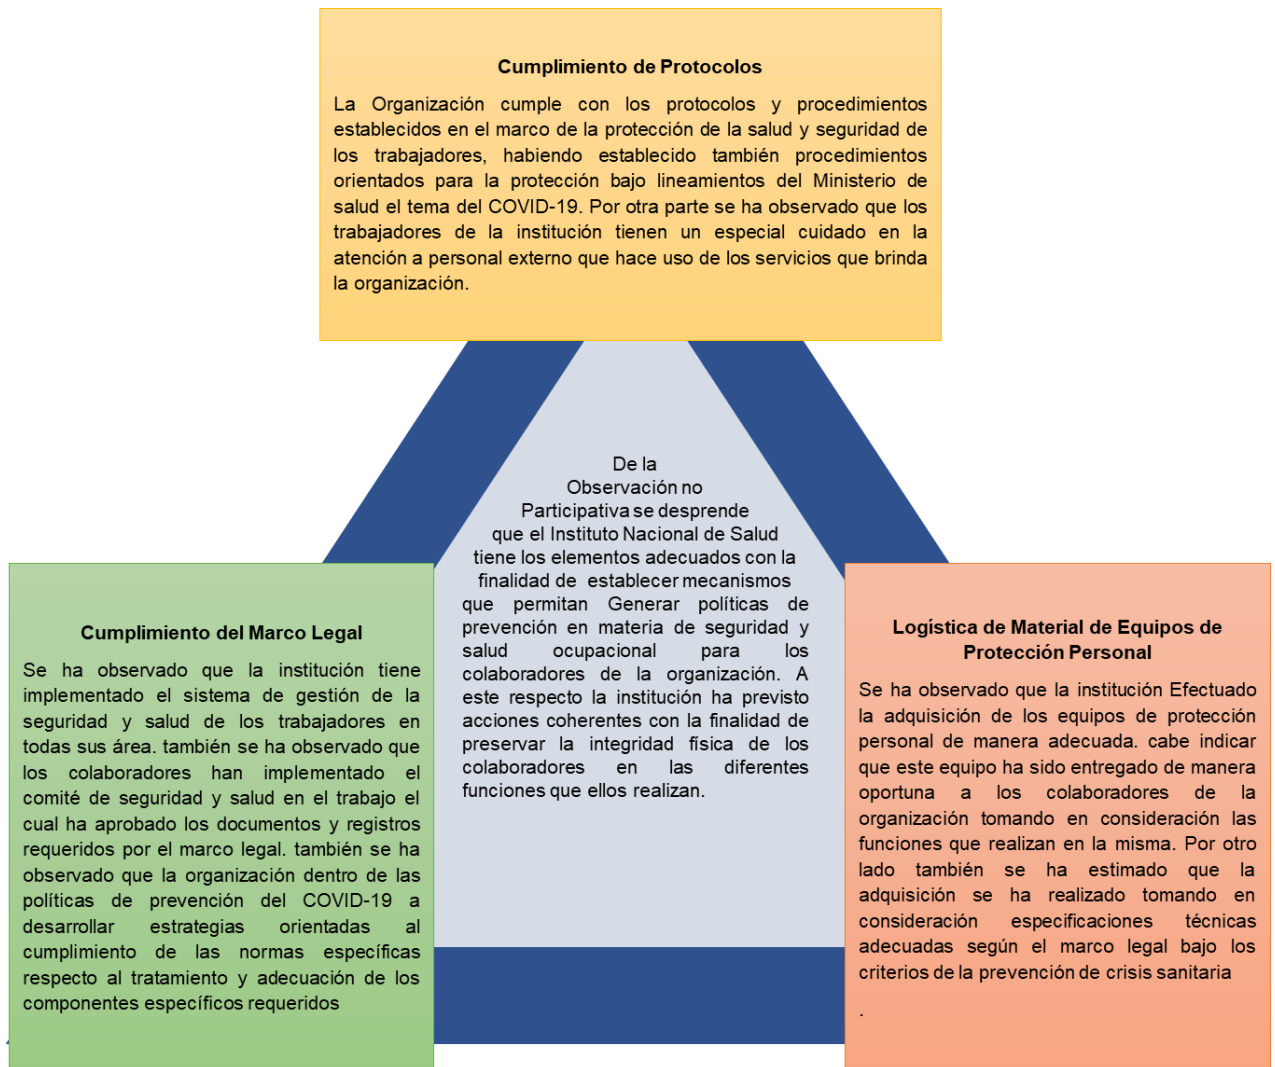 Cumplimiento de Protocolos
La Organización cumple con los protocolos y procedimientos
establecidos en el marco de la protección de la salud y seguridad de
los trabajadores, habiendo establecido también procedimientos
orientados para la protección bajo lineamientos del Ministerio de
salud el tema del COVID-19. Por otra parte se ha observado que los
trabajadores de la institución tienen un especial cuidado en la
atención a personal externo que hace uso de los servicios que brinda
la organización.
De la
Observación no
Participativa se desprende
que el Instituto Nacional de Salud
tiene los elementos adecuados con la
finalidad de establecer mecanismos
que permitan Generar políticas de
prevención en materia de seguridad y
salud ocupacional para los
colaboradores de la organización. A
este respecto la institución ha previsto
acciones coherentes con la finalidad de
preservar la integridad física de los
colaboradores en las diferentes
funciones que ellos realizan.
Cumplimiento del Marco Legal
Se ha observado que la institución tiene
implementado el sistema de gestión de la
seguridad y salud de los trabajadores en
todas sus área. también se ha observado que
los colaboradores han implementado el
comité de seguridad y salud en el trabajo el
cual ha aprobado los documentos y registros
requeridos por el marco legal. también se ha
observado que la organización dentro de las
políticas de prevención del COVID-19 a
desarrollar estrategias orientadas al
cumplimiento de las normas específicas
respecto al tratamiento y adecuación de los
componentes específicos requeridos
Logística de Material de Equipos de
Protección Personal
Se ha observado que la institución Efectuado
la adquisición de los equipos de protección
personal de manera adecuada. cabe indicar
que este equipo ha sido entregado de manera
oportuna a los colaboradores de la
organización tomando en consideración las
funciones que realizan en la misma. Por otro
lado también se ha estimado que la
adquisición se ha realizado tomando en
consideración especificaciones técnicas
adecuadas según el marco legal bajo los
criterios de la prevención de crisis sanitaria
.